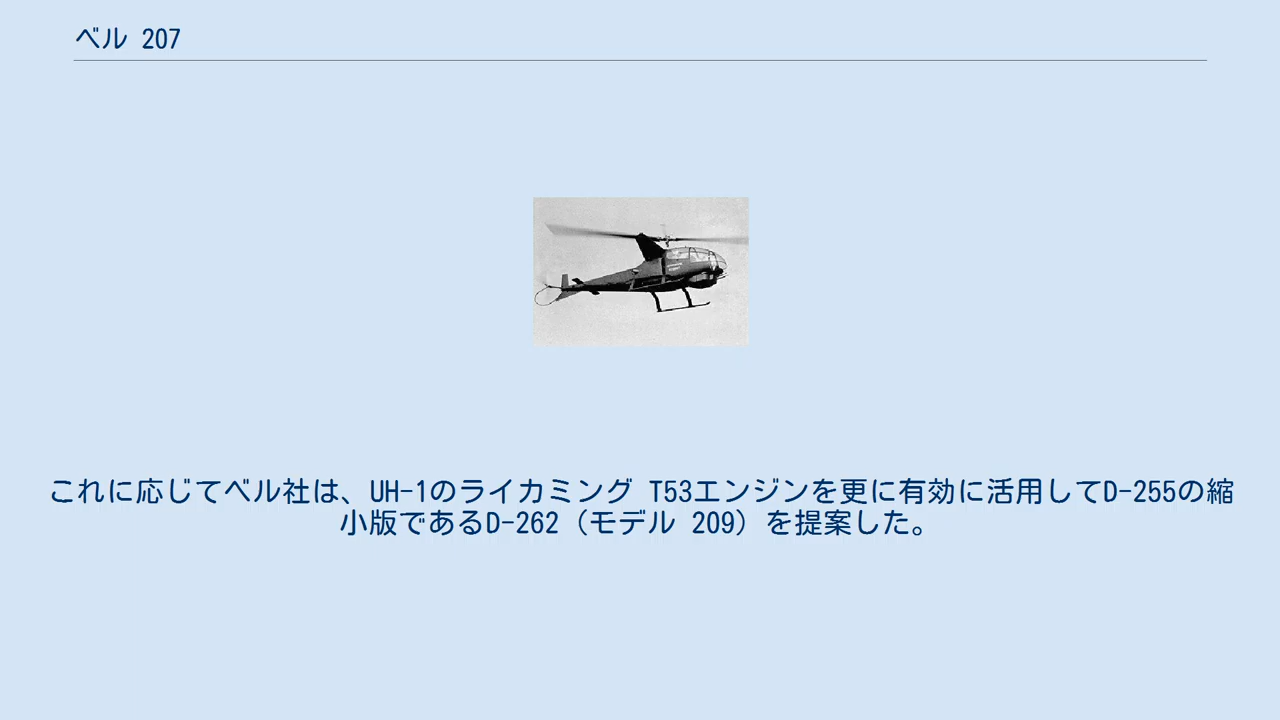 ベル 207
これに応じてベル社は、UH-1のライカミング T53エンジンを更に有効に活用してD-255の縮
小版であるD-262（モデル 209）を提案した。